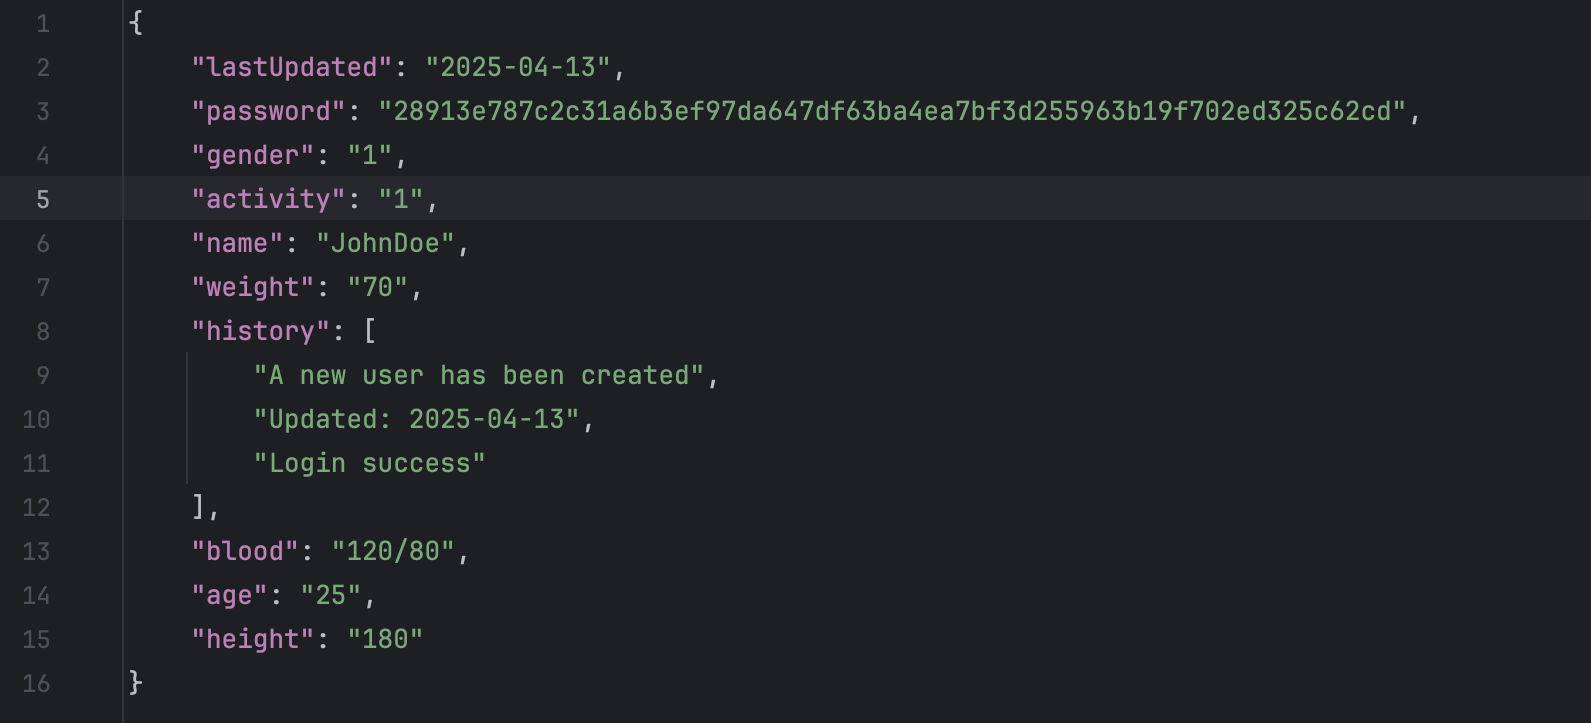 1 {
2 "lastUpdated": "2025-04-13",
3 "password": "28913e787c2c31a6b3ef97da647df63ba4ea7bf3d255963b19f702ed325c62cd",
4 "gender": "1",
5 "activity": "1",
6 "name": "JohnDoe",
7 "weight": "70",
8 "history": [
9 "A new user has been created",
10 "Updated: 2025-04-13",
11 "Login success"
12 ],
13 "blood": "120/80",
14 "age": "25",
15 "height": "180"
16 }